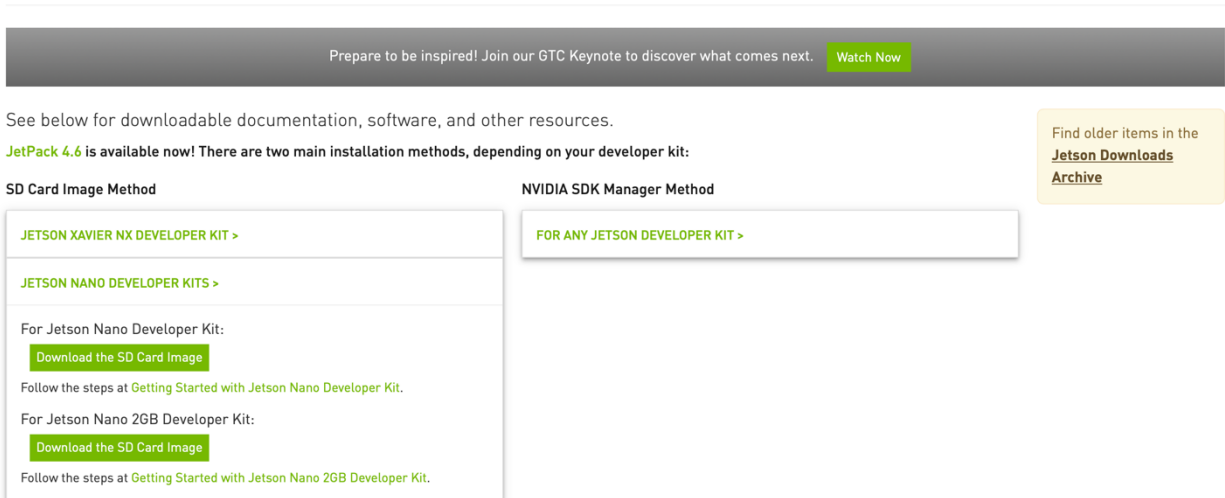 Prepare to be inspired! Join our GTC Keynote to discover what comes next. Watch Now
See below for downloadable documentation, software, and other resources.
JetPack 4.6 is available now! There are two main installation methods, depending on your developer kit:
Find older items in the
Jetson Downloads
Archive
SD Card Image Method
JETSON XAVIER NX DEVELOPER KIT >
JETSON NANO DEVELOPER KITS >
For Jetson Nano Developer Kit:
Download the SD Card Image
Follow the steps at Getting Started with Jetson Nano Developer Kit.
For Jetson Nano 2GB Developer Kit:
Download the SD Card Image
Follow the steps at Getting Started with Jetson Nano 2GB Developer Kit.
NVIDIA SDK Manager Method
FOR ANY JETSON DEVELOPER KIT >